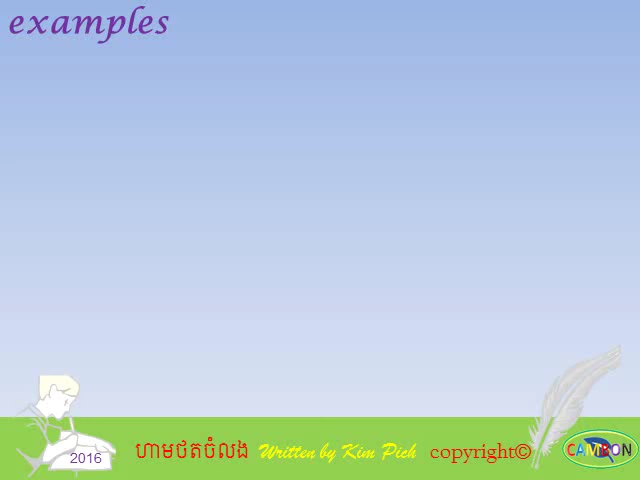 examples
2016 ហាមថតចំលង Written by Kim Pich copyright© CAMBON